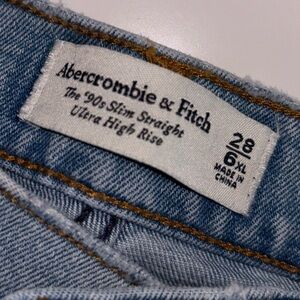 Abercrombie & Fitch
The '90s Slim Straight
Ultra High Rise
28
6XL
MADE IN
CHINA